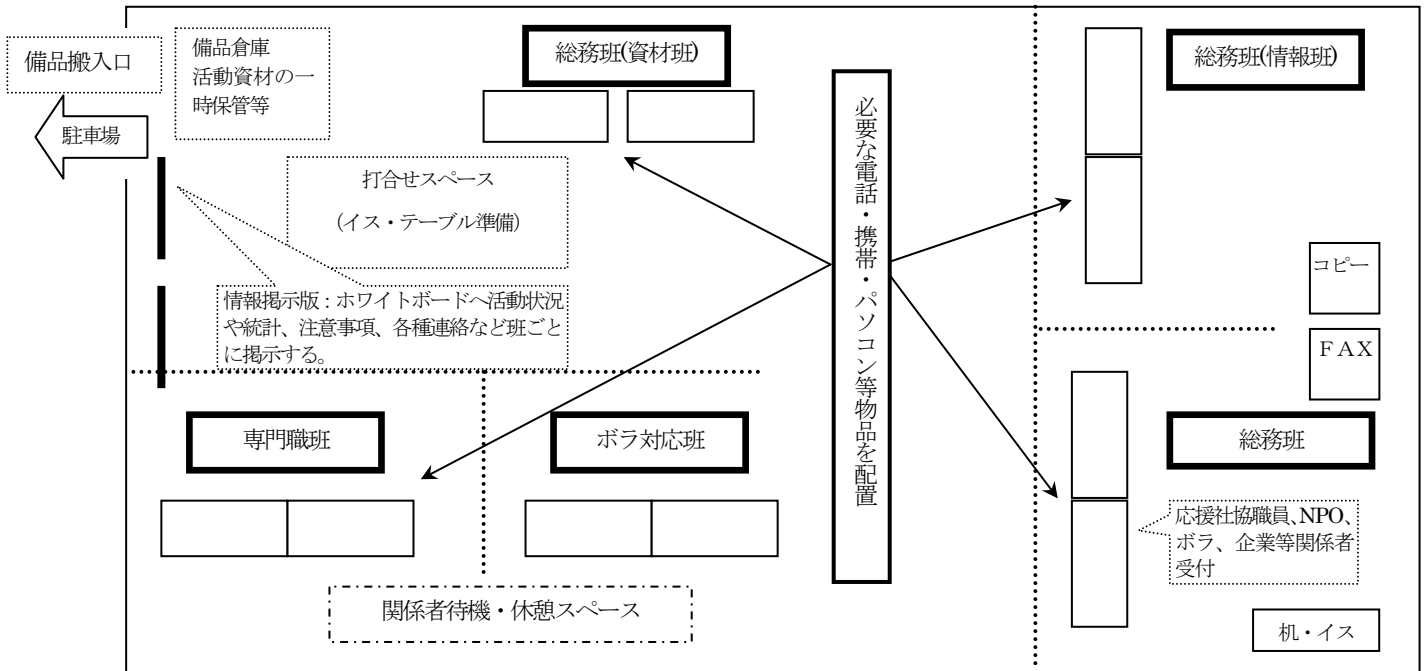 備品搬入口
駐車場
備品倉庫
活動資材の一
時保管等
総務班(資材班)
打合せスペース
(イス・テーブル準備)
情報掲示版：ホワイトボードへ活動状況
や統計、注意事項、各種連絡など班ごと
に掲示する。
必要な電話・携帯・パソコン等物品を配置
総務班(情報班)
コピー
ＦＡＸ
専門職班
ボラ対応班
関係者待機・休憩スペース
総務班
応援社協職員、NPO、
ボラ、企業等関係者
受付
机・イス